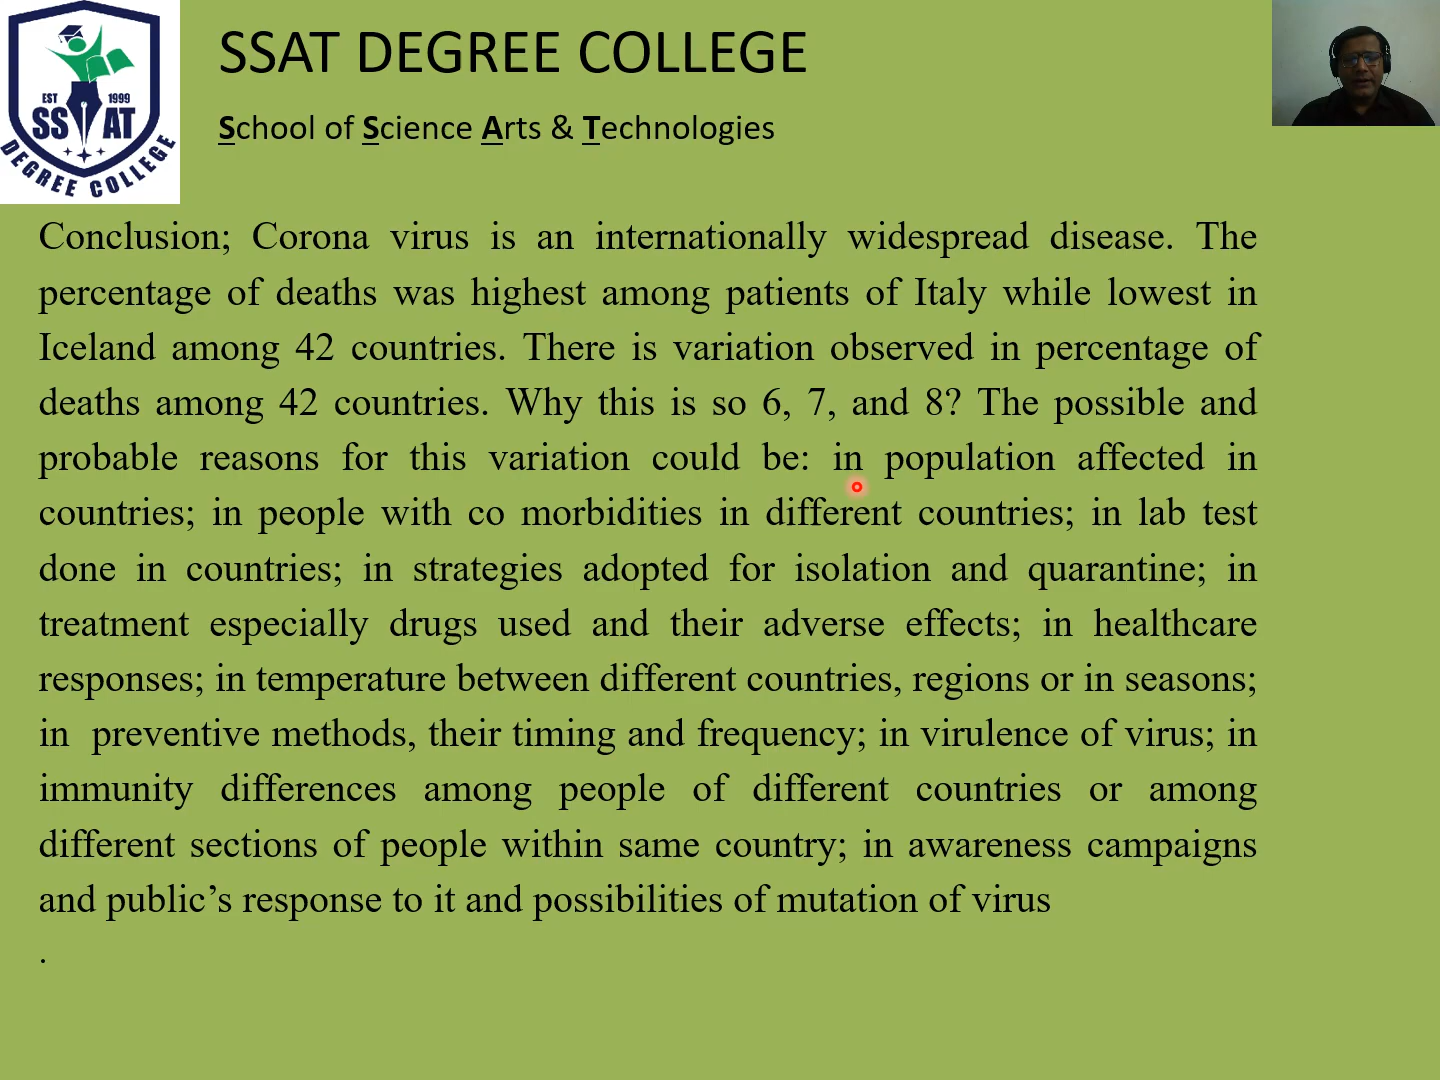 SSAT DEGREE COLLEGE
School of Science Arts & Technologies
EST 1999
SSAT
DEGREE COLLEGE
Conclusion; Corona virus is an internationally widespread disease. The
percentage of deaths was highest among patients of Italy while lowest in
Iceland among 42 countries. There is variation observed in percentage of
deaths among 42 countries. Why this is so 6, 7, and 8? The possible and
probable reasons for this variation could be: in population affected in
countries; in people with co morbidities in different countries; in lab test
done in countries; in strategies adopted for isolation and quarantine; in
treatment especially drugs used and their adverse effects; in healthcare
responses; in temperature between different countries, regions or in seasons;
in preventive methods, their timing and frequency; in virulence of virus; in
immunity differences among people of different countries or among
different sections of people within same country; in awareness campaigns
and public’s response to it and possibilities of mutation of virus
.